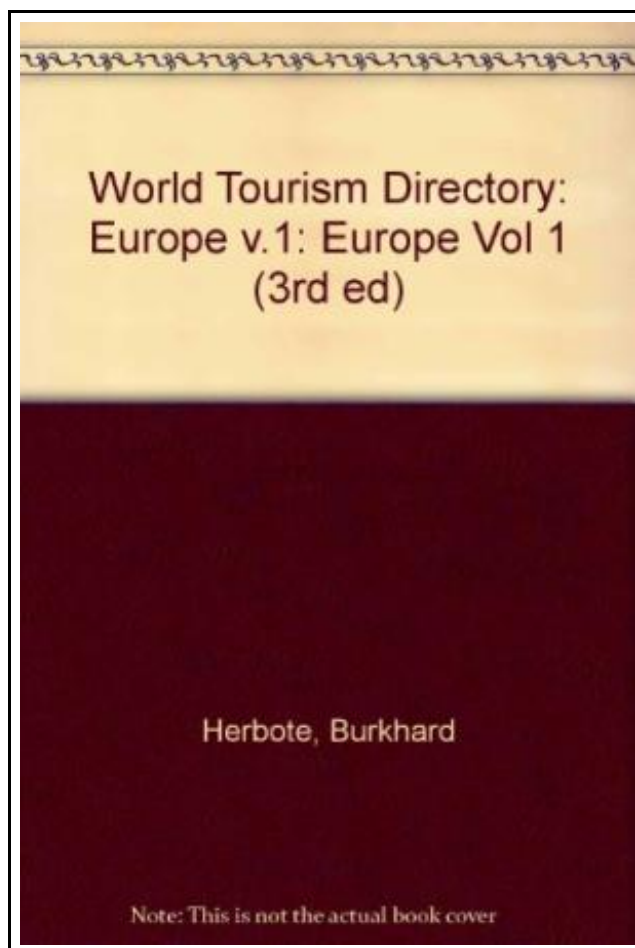 World Tourism Directory:
Europe v.1: Europe Vol 1
(3rd ed)
Herbote, Burkhard
Note: This is not the actual book cover